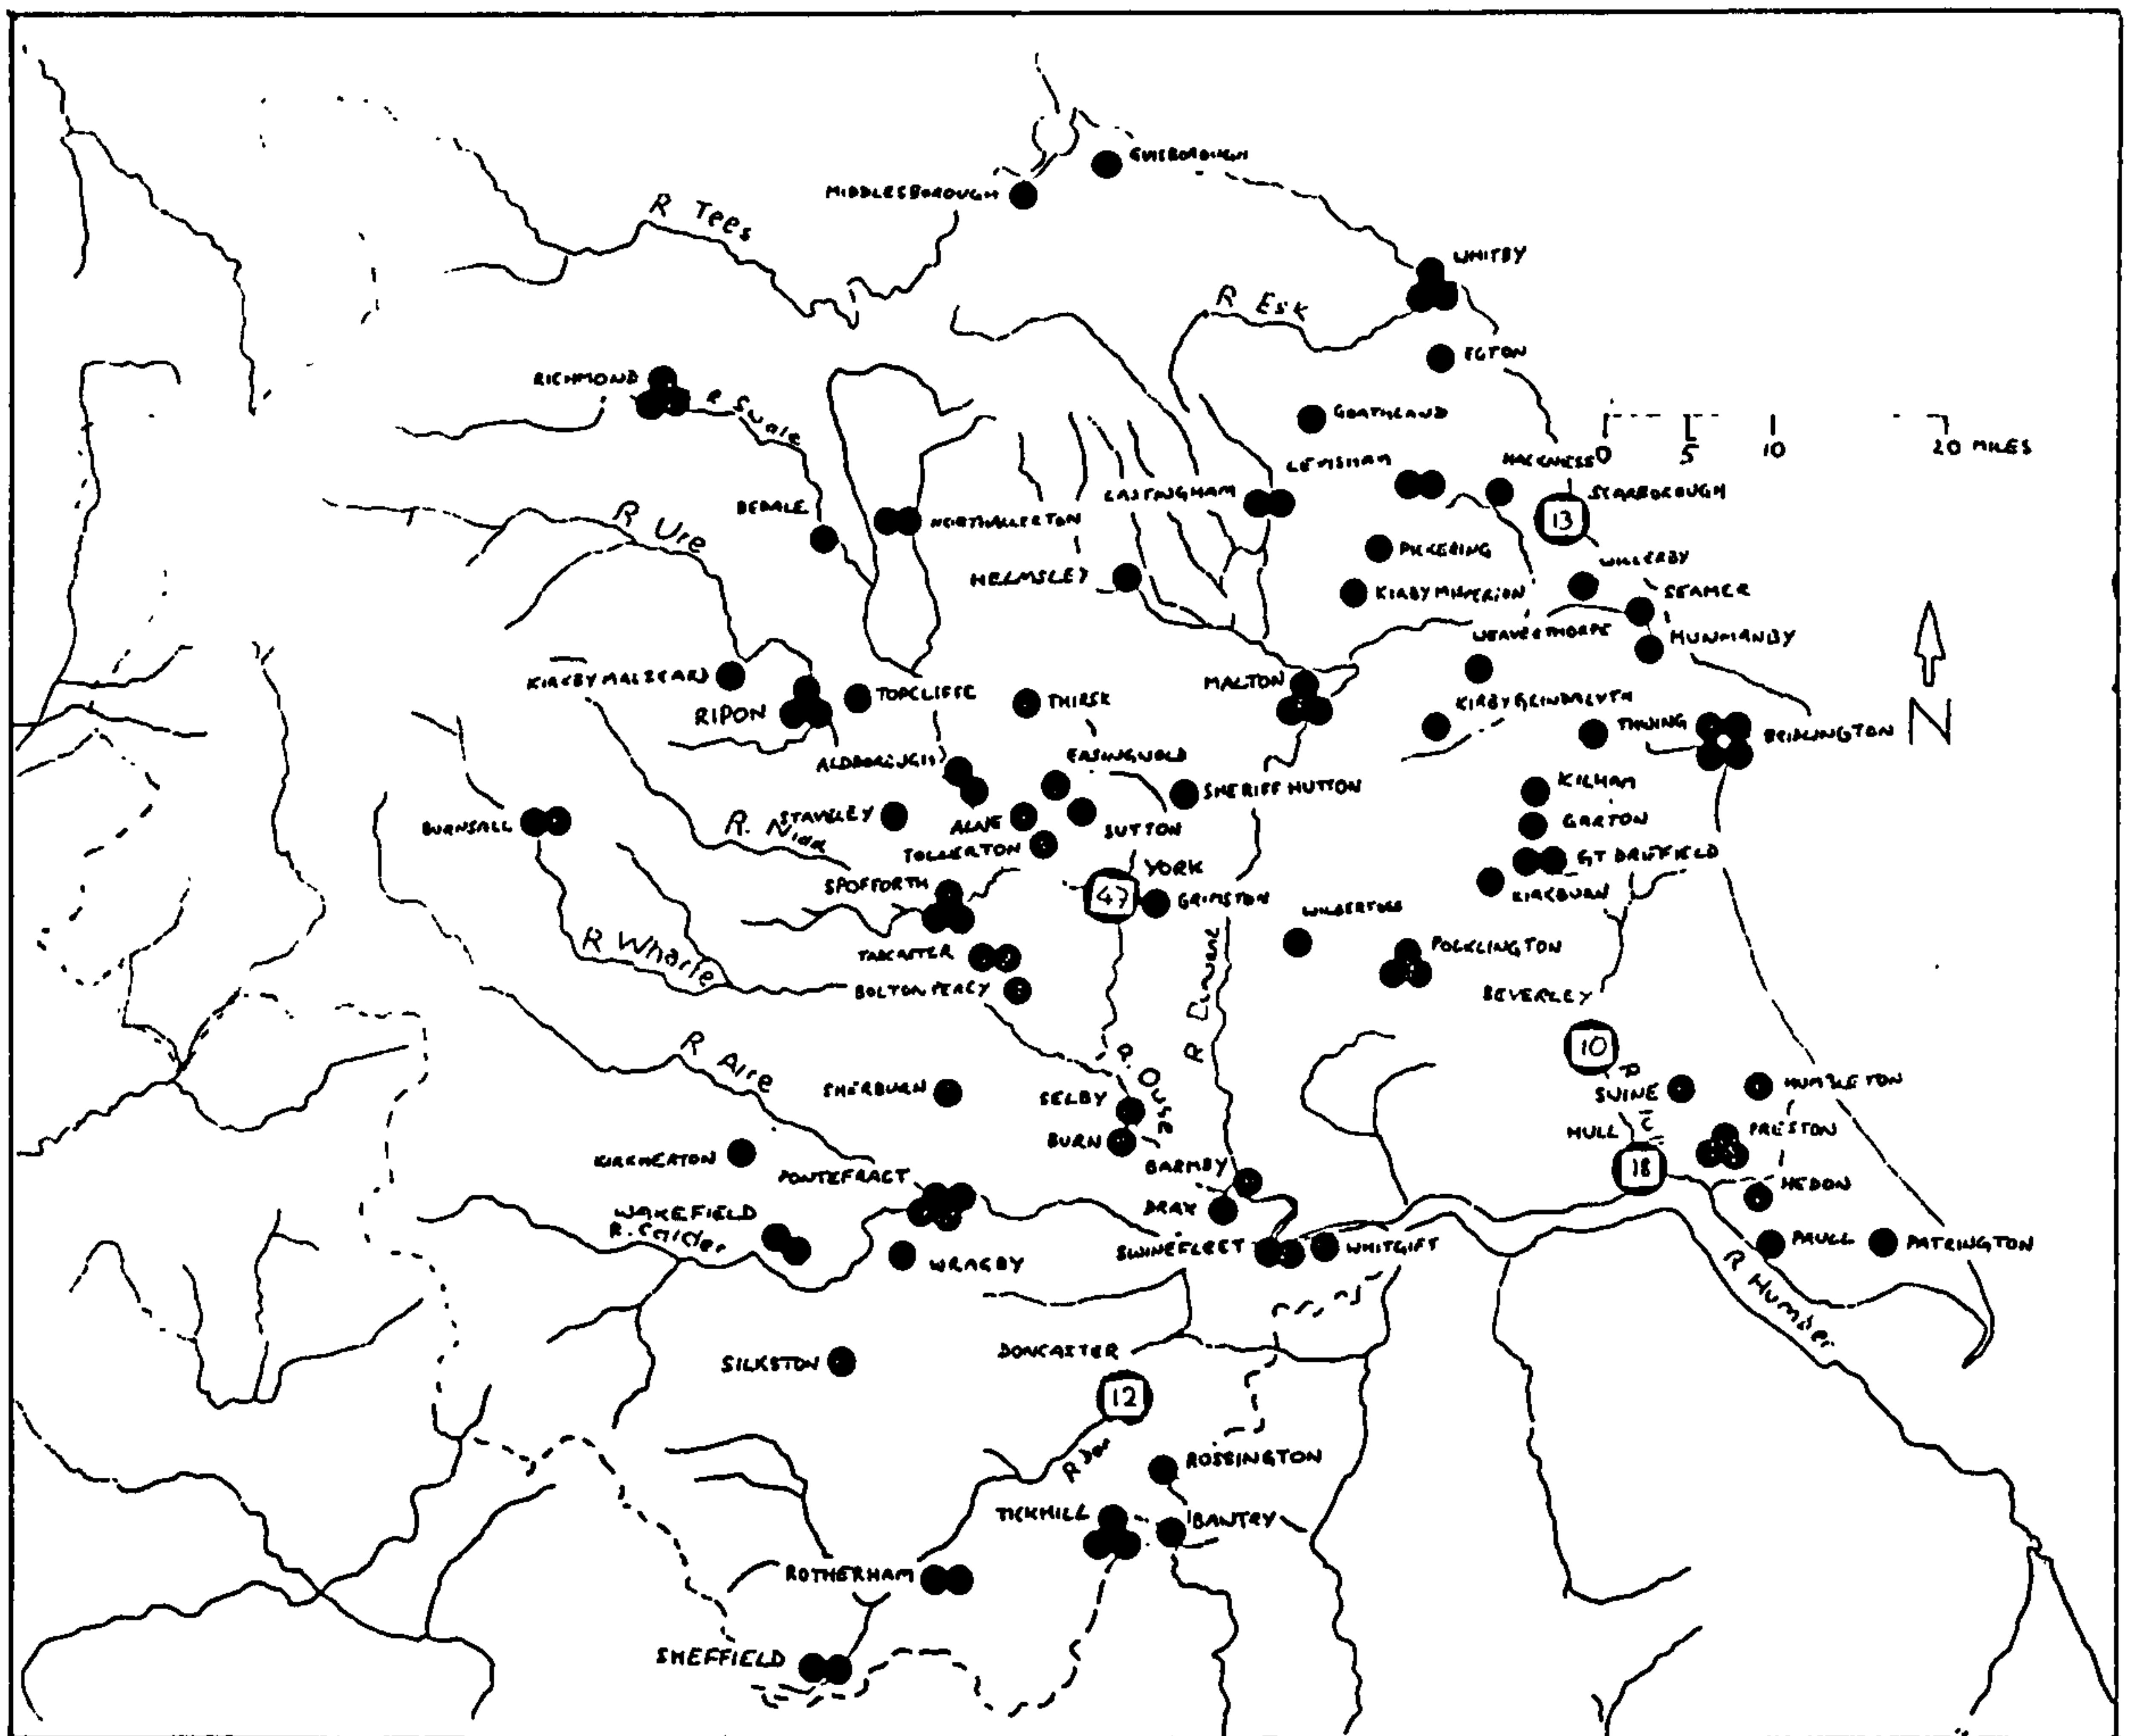 GUISBOROUGH
MIDDLESBOROUGH
R Tees
WHITBY
R Esk
EGTON
RICHMOND
R Swale
GOATHLAND
0 5 10 20 MILES
LEVISHAM
HACKNESS
SCARBOROUGH
LASTINGHAM
13
BEDALE
NORTHALLERTON
R Ure
PICKERING
WILLERBY
HELMSLEY
KIRBY MISPERION
SEAMER
WEAVERTHORPE
HUNMANBY
KIRKBY MALZEARD
TOPCLIFFE
THIRSK
MALTON
RIPON
KIRBY GRINDALYTH
THWING
BRIDLINGTON
N
ALDBOROUGH
EASINGWOLD
SHERIFF HUTTON
KILHAM
STAVELEY
ALNE
SUTTON
GARTON
BURNSALL
R. Nidd
TOLLERTON
GT DRIFFIELD
YORK
SPOFFORTH
47
GRIMSTON
KIRKBURN
WILBERFOSS
R Wharfe
TADCASTER
POCKLINGTON
BOLTON PERCY
R Derwent
BEVERLEY
10
R Aire
R. Ouse
SHERBURN
SELBY
SWINE
HUMBLETON
BURN
HULL
PRESTON
KIRKHEATON
BARMBY
18
PONTEFRACT
HEDON
WAKEFIELD
DRAX
R. Calder
WRAGBY
SWINEFLEET
WHITGIFT
PAULL
PATRINGTON
R Humber
SILKSTON
DONCASTER
12
R Don
ROSSINGTON
TICKHILL
BANTRY
ROTHERHAM
SHEFFIELD